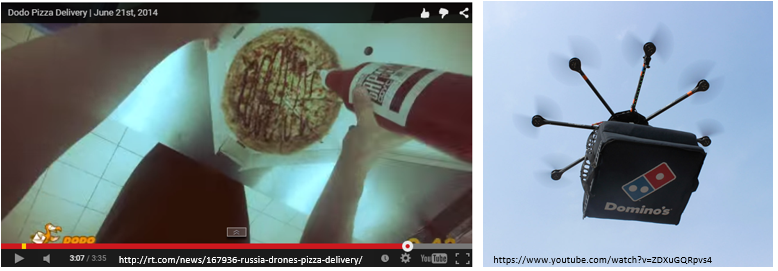 Dodo Pizza Delivery | June 21st, 2014
DODO
3:07 / 3:35
http://rt.com/news/167936-russia-drones-pizza-delivery/
YouTube
Domino's
https://www.youtube.com/watch?v=ZDXuGQRpvs4